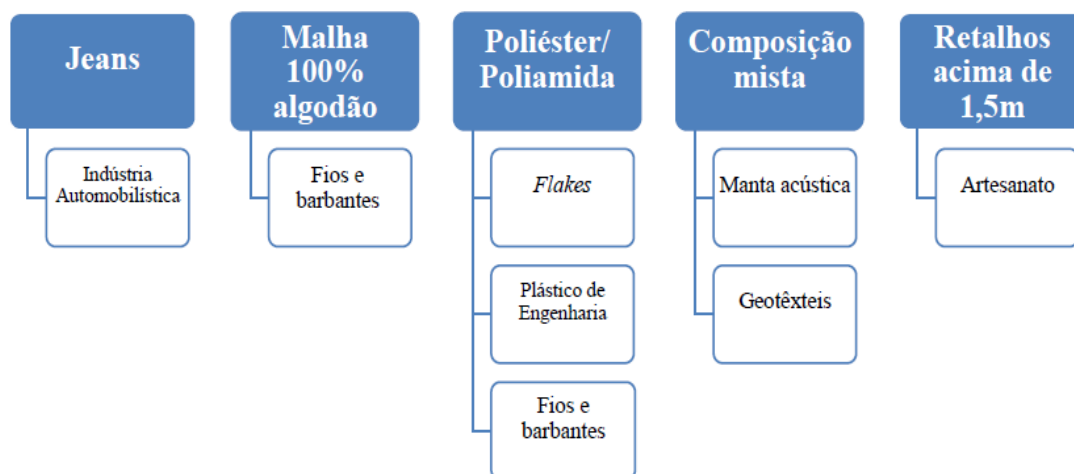 Jeans
Indústria
Automobilística
Malha
100%
algodão
Fios e
barbantes
Poliéster/
Poliamida
Flakes
Plástico de
Engenharia
Fios e
barbantes
Composição
mista
Manta acústica
Geotêxteis
Retalhos
acima de
1,5m
Artesanato